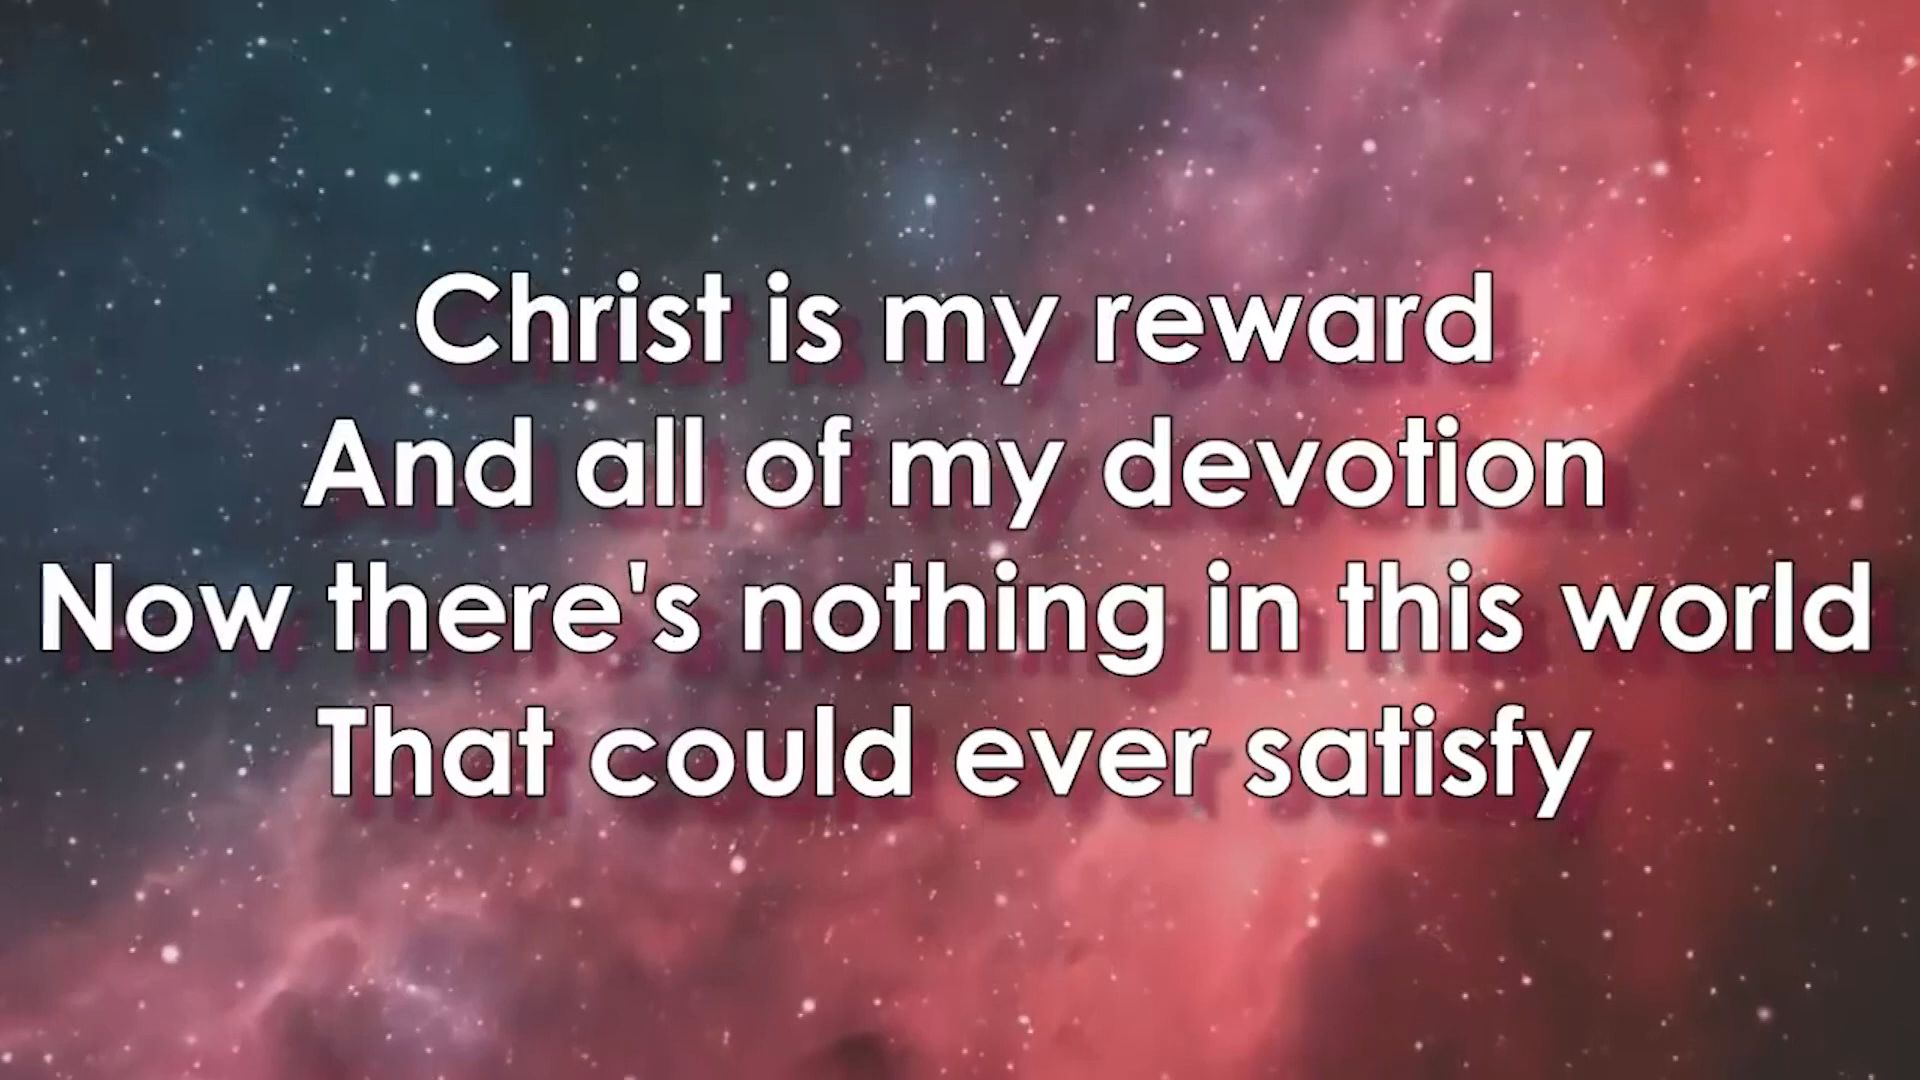 Christ is my reward
And all of my devotion
Now there's nothing in this world
That could ever satisfy